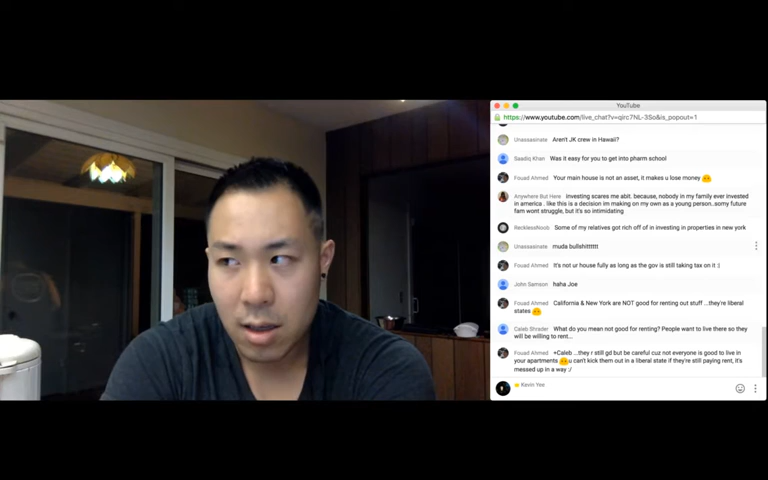 YouTube
https://www.youtube.com/live_chat?v=qirc7NL-3So&is_popout=1
Unassasinate Aren't JK crew in Hawaii?
Saadiq Khan Was it easy for you to get into pharm school
Fouad Ahmed Your main house is not an asset, it makes u lose money
Anywhere But Here Investing scares me abit. because, nobody in my family ever invested
in america . like this is a decision im making on my own as a young person..somy future
fam wont struggle, but it's so intimidating
RecklessNoob Some of my relatives got rich off of in investing in properties in new york
Unassasinate muda bullshitttttt
Fouad Ahmed It's not ur house fully as long as the gov is still taking tax on it :(
John Samson haha Joe
Fouad Ahmed California & New York are NOT good for renting out stuff ...they're liberal
states
Caleb Shrader What do you mean not good for renting? People want to live there so they
will be willing to rent...
Fouad Ahmed +Caleb ...they r still gd but be careful cuz not everyone is good to live in
your apartments u can't kick them out in a liberal state if they're still paying rent, it's
messed up in a way :/
Kevin Yee